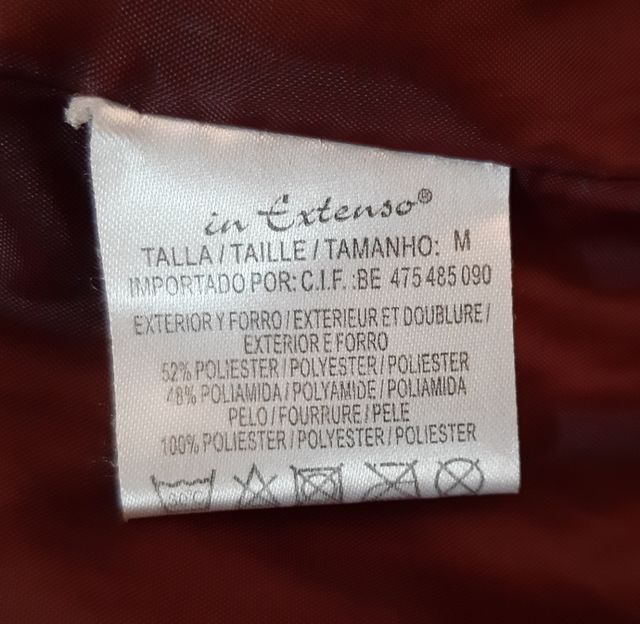 in Extenso®
TALLA / TAILLE / TAMANHO: M
IMPORTADO POR: C.I.F. :BE 475 485 090
EXTERIOR Y FORRO / EXTERIEUR ET DOUBLURE /
EXTERIOR E FORRO
52% POLIESTER / POLYESTER / POLIESTER
48% POLIAMIDA / POLYAMIDE / POLIAMIDA
PELO / FOURRURE / PELE
100% POLIESTER / POLYESTER / POLIESTER